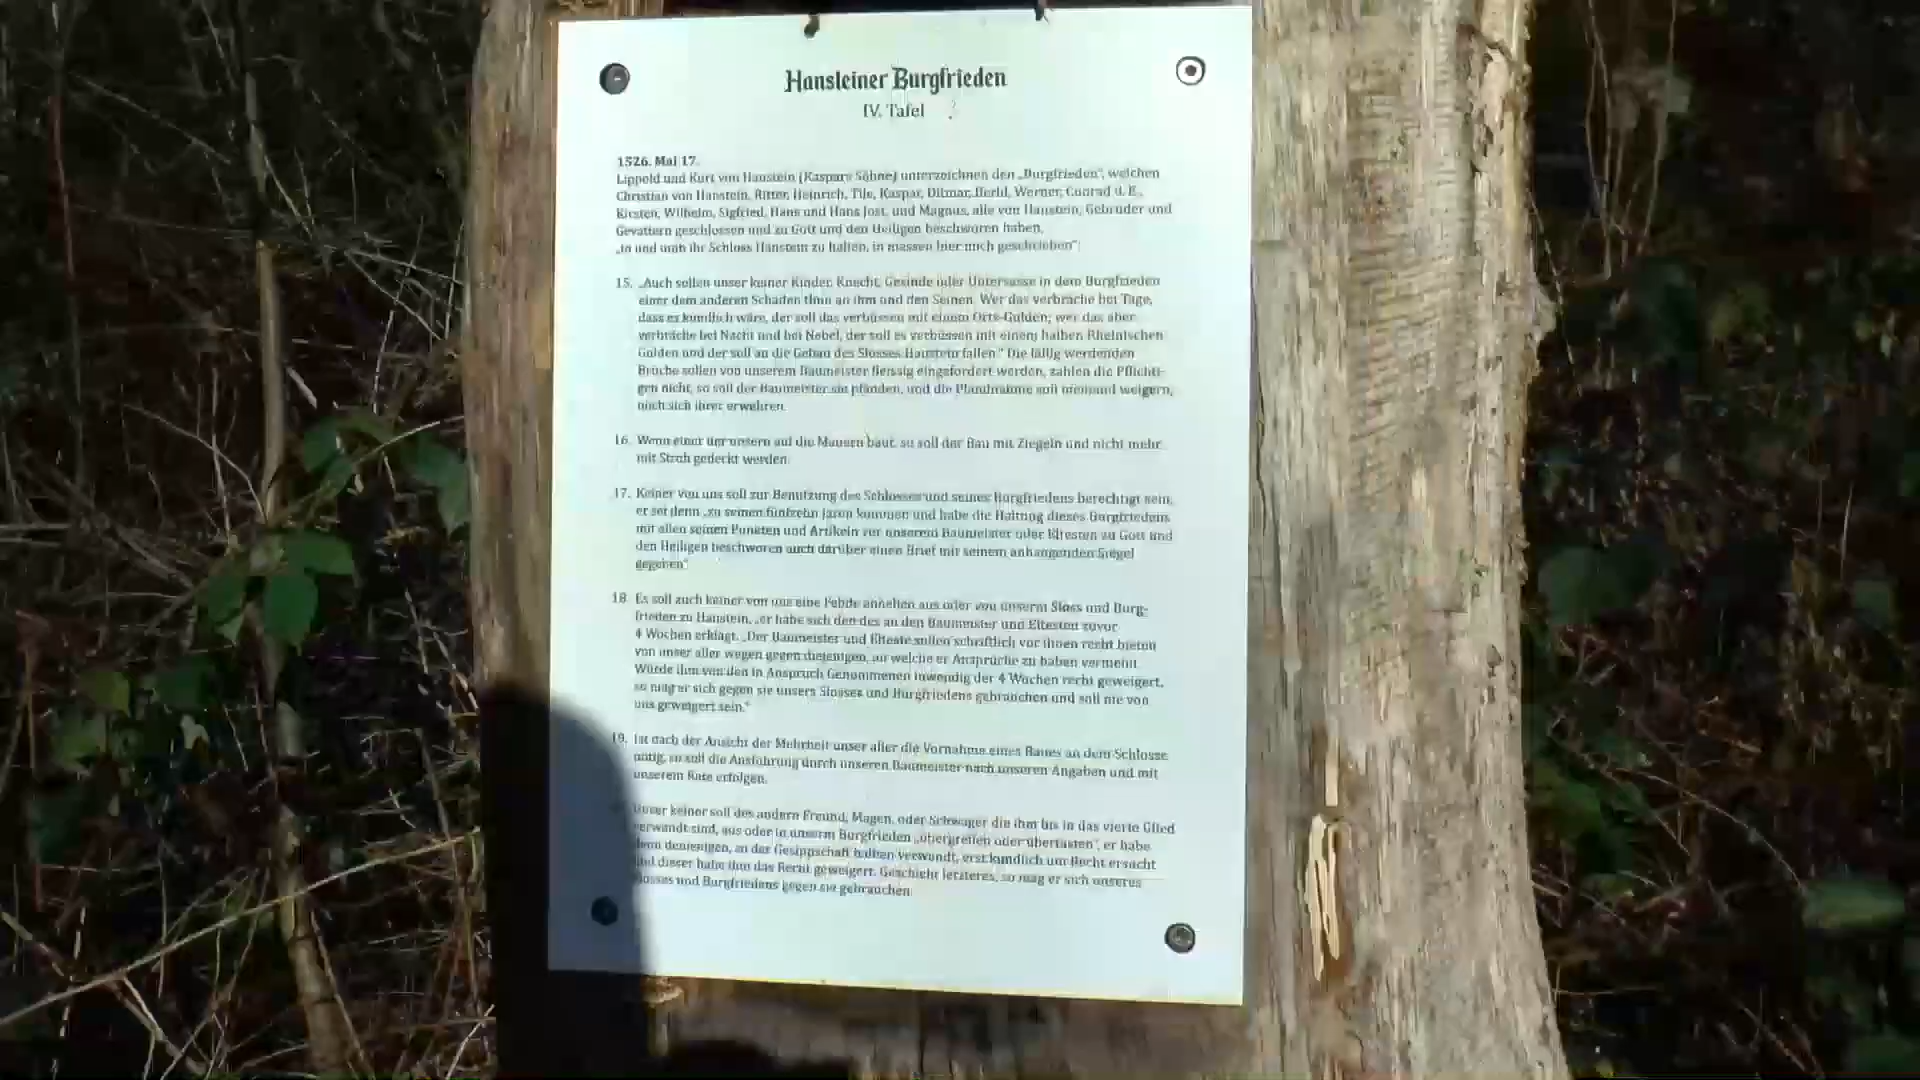 Hansteiner Burgfrieden
IV. Tafel
1526. Mai 17.
Lippold und Kurt von Hanstein (Kaspars Söhne) unterzeichnen den „Burgfrieden“, welchen
Christian von Hanstein, Ritter, Heinrich, Tile, Kaspar, Ditmar, Berld, Werner, Conrad d. E.,
Kirsten, Wilhelm, Sigfried, Hans und Hans Jost, und Magnus, alle von Hanstein, Gebruder und
Gevattern geschlossen und zu Gott und den Heiligen beschworen haben,
„in und umb ihr Schloss Hanstein zu halten, in massen hier nach geschrieben“:
15. „Auch sollen unser keiner Kinder, Knecht, Gesinde oder Untersasse in dem Burgfrieden
einer dem anderen Schaden thun an ihm und den Seinen. Wer das verbräche bei Tage,
dass es kundlich wäre, der soll das verbüssen mit einem Orts-Gulden; wer das aber
verbräche bei Nacht und bei Nebel, der soll es verbüssen mit einem halben Rheinischen
Gulden und der soll an die Gebau des Slosses Hanstein fallen.“ Die fällig werdenden
Brüche sollen von unserem Baumeister fleissig eingefordert werden, zahlen die Pflichti-
gen nicht, so soll der Baumeister sie pfänden, und die Pfandnahme soll niemand weigern,
noch sich ihrer erwehren.
16. Wenn einer der unsern auf die Mauern baut, so soll der Bau mit Ziegeln und nicht mehr
mit Stroh gedeckt werden.
17. Keiner von uns soll zur Benutzung des Schlosses und seines Burgfriedens berechtigt sein,
er sei denn „zu seinen fünfzehn jaren kommen und habe die Haltung dieses Burgfriedens
mit allen seinen Puncten und Artikeln vor unserem Baumeister oder Eltesten zu Gott und
den Heiligen beschworen auch darüber einen Brief mit seinem anhangenden Siegel
gegeben“
18. Es soll auch keiner von uns eine Fehde anheben aus oder von unserm Sloss und Burg-
frieden zu Hanstein, „er habe sich den des an den Baumeister und Eltesten zuvor
4 Wochen erklagt. „Der Baumeister und Elteste sollen schriftlich vor ihnen recht bieten
von unser aller wegen gegen diejenigen, an welche er Ansprüche zu haben vermeint.
Würde ihm von den in Anspruch Genommenen inwendig der 4 Wochen recht geweigert,
so mag er sich gegen sie unsers Slosses und Burgfriedens gebrauchen und soll nie von
uns geweigert sein.“
19. Ist nach der Ansicht der Mehrheit unser aller die Vornahme eines Baues an dem Schlosse
nötig, so soll die Ausführung durch unseren Baumeister nach unseren Angaben und mit
unserem Rate erfolgen.
Unser keiner soll des andern Freund, Magen, oder Schwager die ihm bis in das vierte Glied
verwandt sind, aus oder in unserm Burgfrieden „übergreifen oder übertasten“, er habe
denn demjenigen, an der Gesippschaft halben verwandt, erst kundlich um Recht ersucht
und dieser habe ihm das Recht geweigert. Geschieht letzteres, so mag er sich unseres
Slosses und Burgfriedens gegen sie gebrauchen.